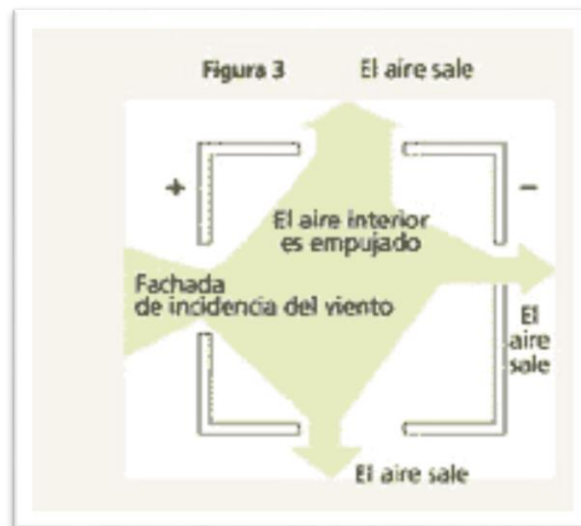 Figura 3
El aire sale
+
-
El aire interior
es empujado
Fachada
de incidencia del viento
El
aire
sale
El aire sale